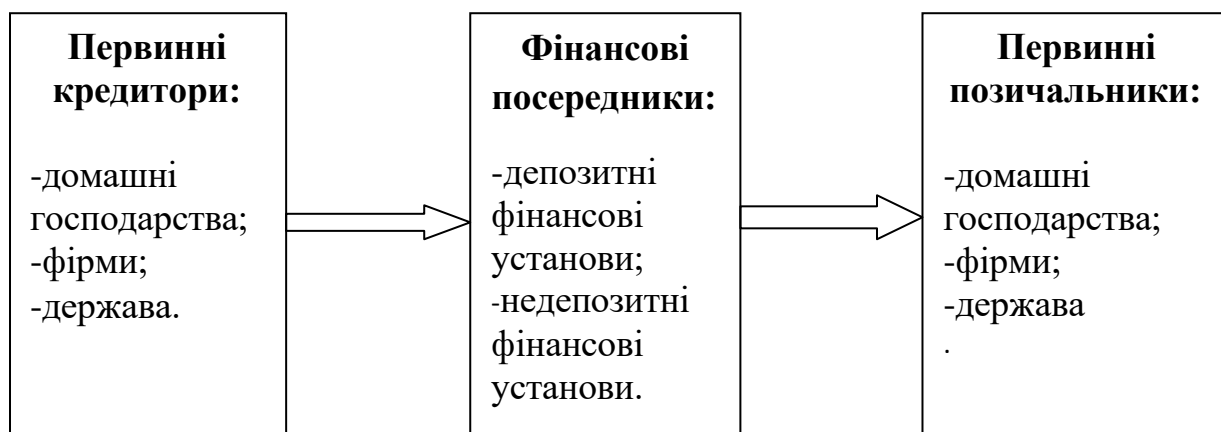 Первинні
кредитори:
-домашні
господарства;
-фірми;
-держава.
Фінансові
посередники:
-депозитні
фінансові
установи;
-недепозитні
фінансові
установи.
Первинні
позичальники:
-домашні
господарства;
-фірми;
-держава
.